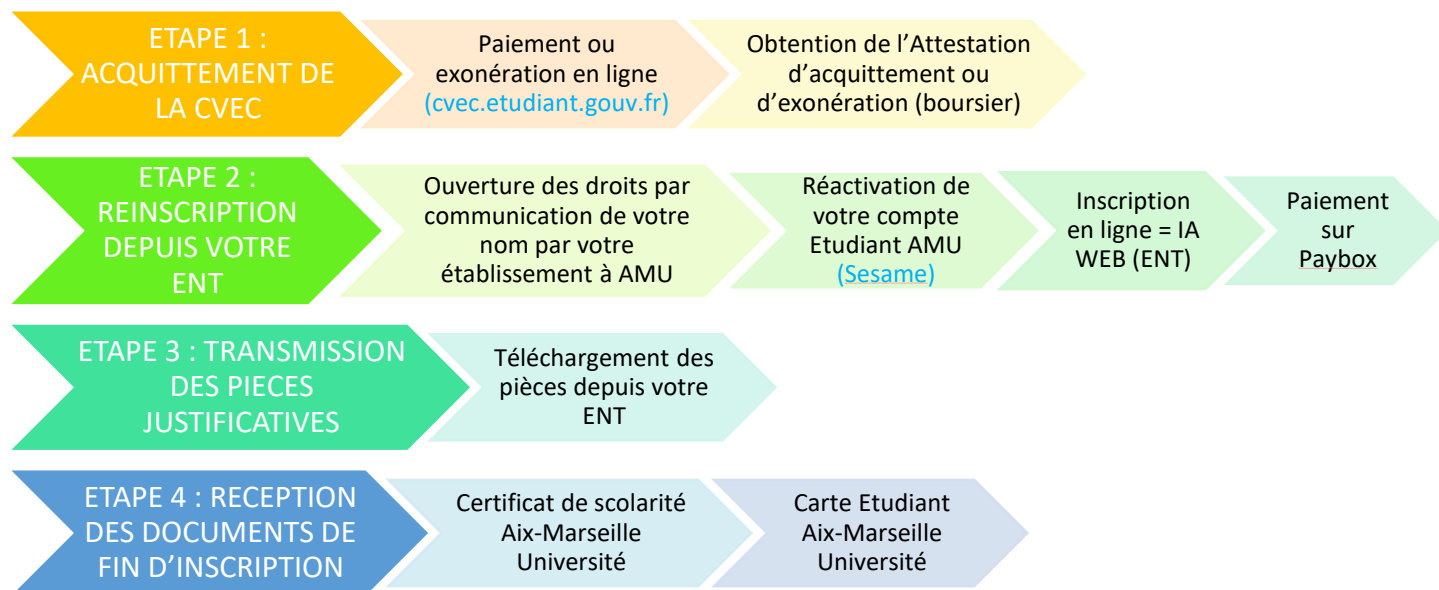 ETAPE 1 :
ACQUITTEMENT DE
LA CVEC
Paiement ou
exonération en ligne
(cvec.etudiant.gouv.fr)
Obtention de l’Attestation
d’acquittement ou
d’exonération (boursier)
ETAPE 2 :
REINSCRIPTION
DEPUIS VOTRE
ENT
Ouverture des droits par
communication de votre
nom par votre
établissement à AMU
Réactivation de
votre compte
Etudiant AMU
(Sesame)
Inscription
en ligne = IA
WEB (ENT)
Paiement
sur
Paybox
ETAPE 3 : TRANSMISSION
DES PIECES
JUSTIFICATIVES
Téléchargement des
pièces depuis votre
ENT
ETAPE 4 : RECEPTION
DES DOCUMENTS DE
FIN D’INSCRIPTION
Certificat de scolarité
Aix-Marseille
Université
Carte Etudiant
Aix-Marseille
Université